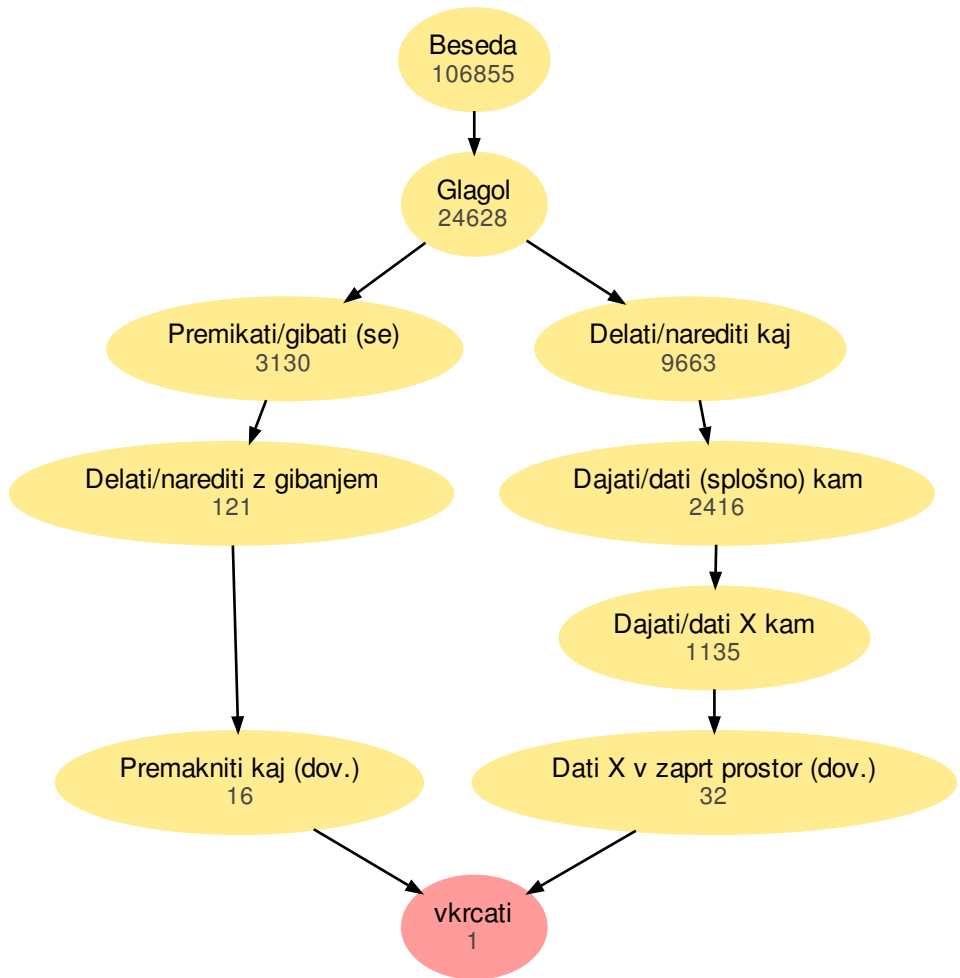 Beseda
106855
Glagol
24628
Premikati/gibati (se)
3130
Delati/narediti kaj
9663
Delati/narediti z gibanjem
121
Dajati/dati (splošno) kam
2416
Dajati/dati X kam
1135
Premakniti kaj (dov.)
16
Dati X v zaprt prostor (dov.)
32
vkrcati
1